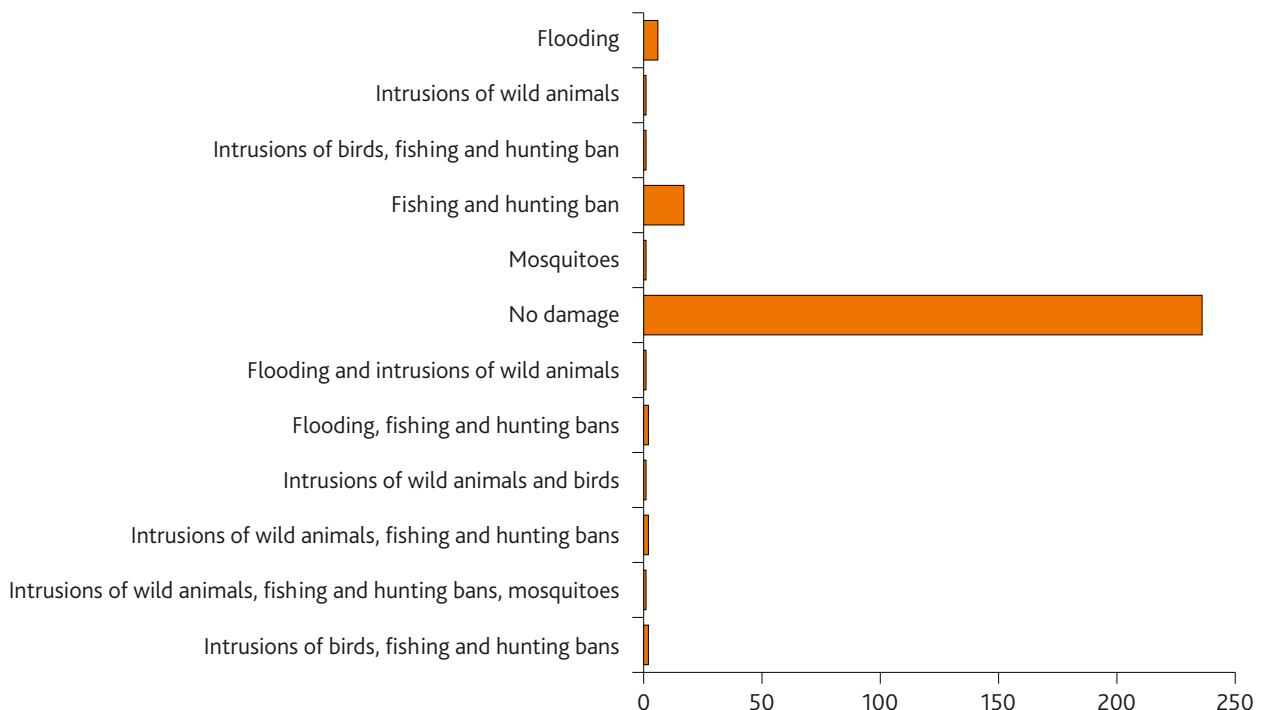 Flooding
Intrusions of wild animals
Intrusions of birds, fishing and hunting ban
Fishing and hunting ban
Mosquitoes
No damage
Flooding and intrusions of wild animals
Flooding, fishing and hunting bans
Intrusions of wild animals and birds
Intrusions of wild animals, fishing and hunting bans
Intrusions of wild animals, fishing and hunting bans, mosquitoes
Intrusions of birds, fishing and hunting bans
0 50 100 150 200 250